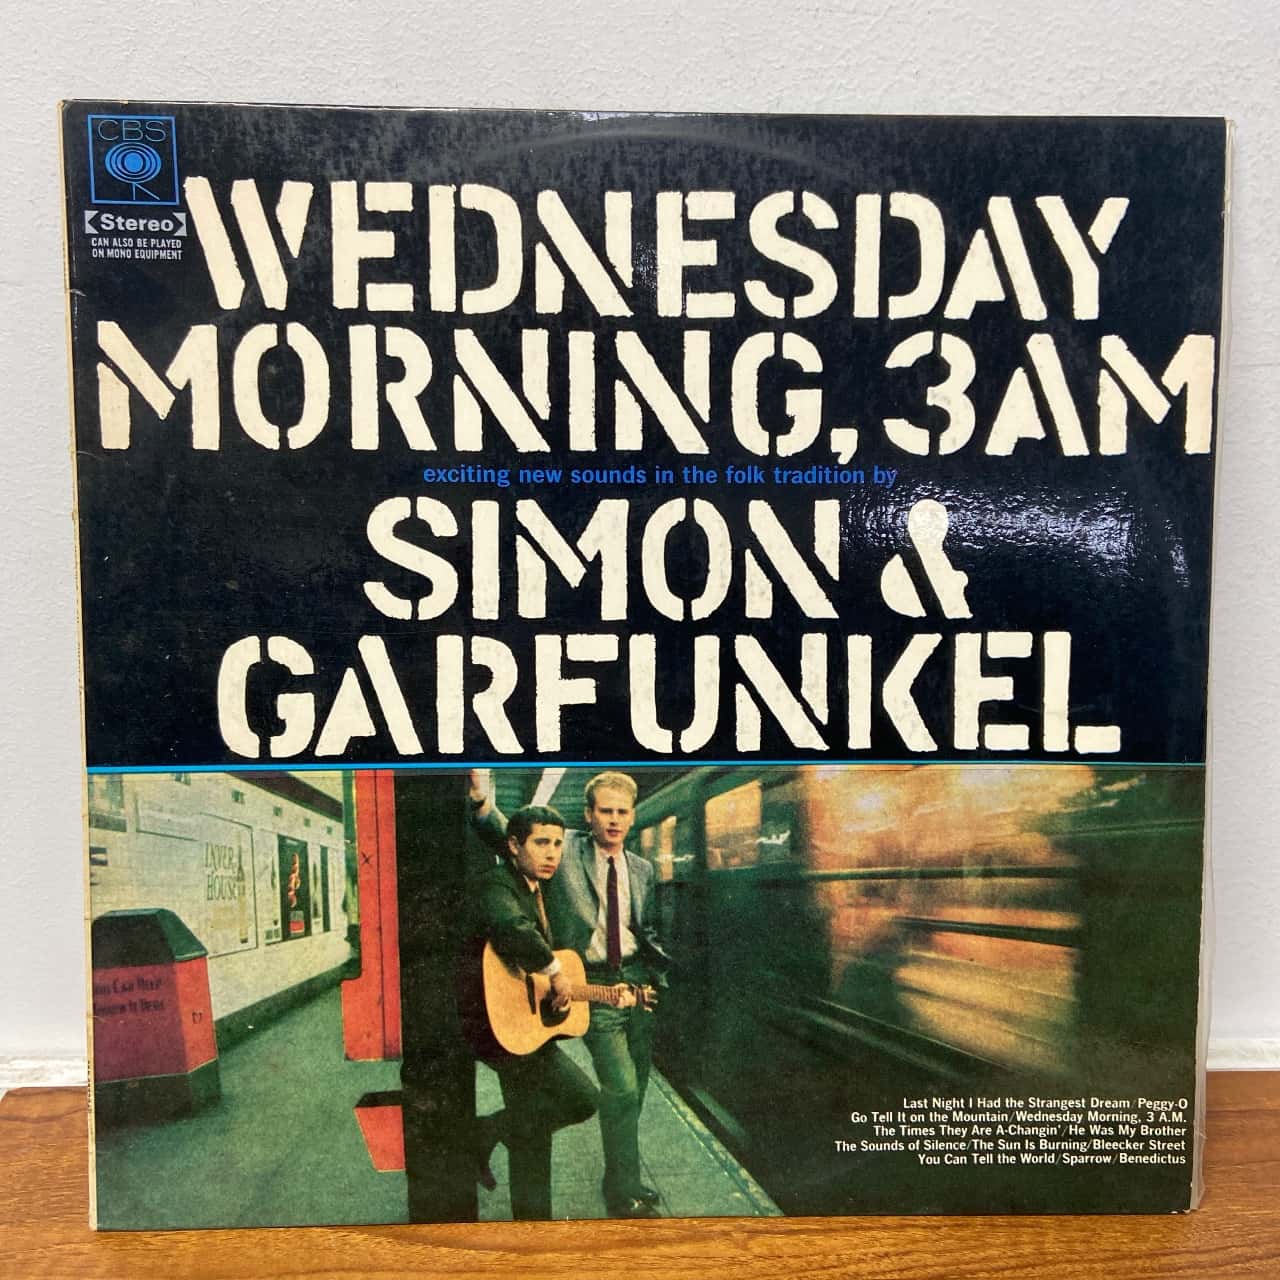 CBS
Stereo
CAN ALSO BE PLAYED
ON MONO EQUIPMENT
WEDNESDAY
MORNING, 3AM
exciting new sounds in the folk tradition by
SIMON &
GARFUNKEL
INVER
HOUSE
Last Night I Had the Strangest Dream/Peggy-O
Go Tell It on the Mountain/Wednesday Morning, 3 A.M.
The Times They Are A-Changin'/He Was My Brother
The Sounds of Silence/The Sun Is Burning/Bleecker Street
You Can Tell the World/Sparrow/Benedictus